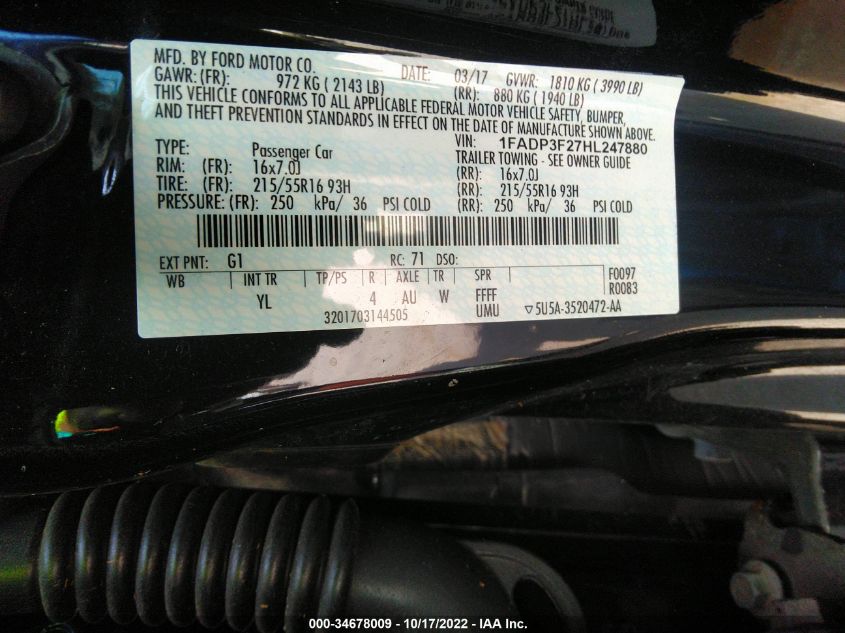 MFD. BY FORD MOTOR CO.
DATE: 03/17 GVWR: 1810 KG ( 3990 LB)
GAWR: (FR): 972 KG ( 2143 LB) (RR): 880 KG ( 1940 LB)
THIS VEHICLE CONFORMS TO ALL APPLICABLE FEDERAL MOTOR VEHICLE SAFETY, BUMPER,
AND THEFT PREVENTION STANDARDS IN EFFECT ON THE DATE OF MANUFACTURE SHOWN ABOVE.
VIN: 1FADP3F27HL247880
TYPE: Passenger Car TRAILER TOWING - SEE OWNER GUIDE
RIM: (FR) 16x7.0J (RR): 16x7.0J
TIRE: (FR) 215/55R16 93H (RR): 215/55R16 93H
PRESSURE: (FR): 250 kPa/ 36 PSI COLD (RR): 250 kPa/ 36 PSI COLD
EXT PNT: G1 RC: 71 DSO:
WB INT TR TP/PS R AXLE TR SPR F0097
R0083
YL 4 AU W FFFF
UMU
3201703144505 ▽5U5A-3520472-AA
000-34678009 - 10/17/2022 - IAA Inc.